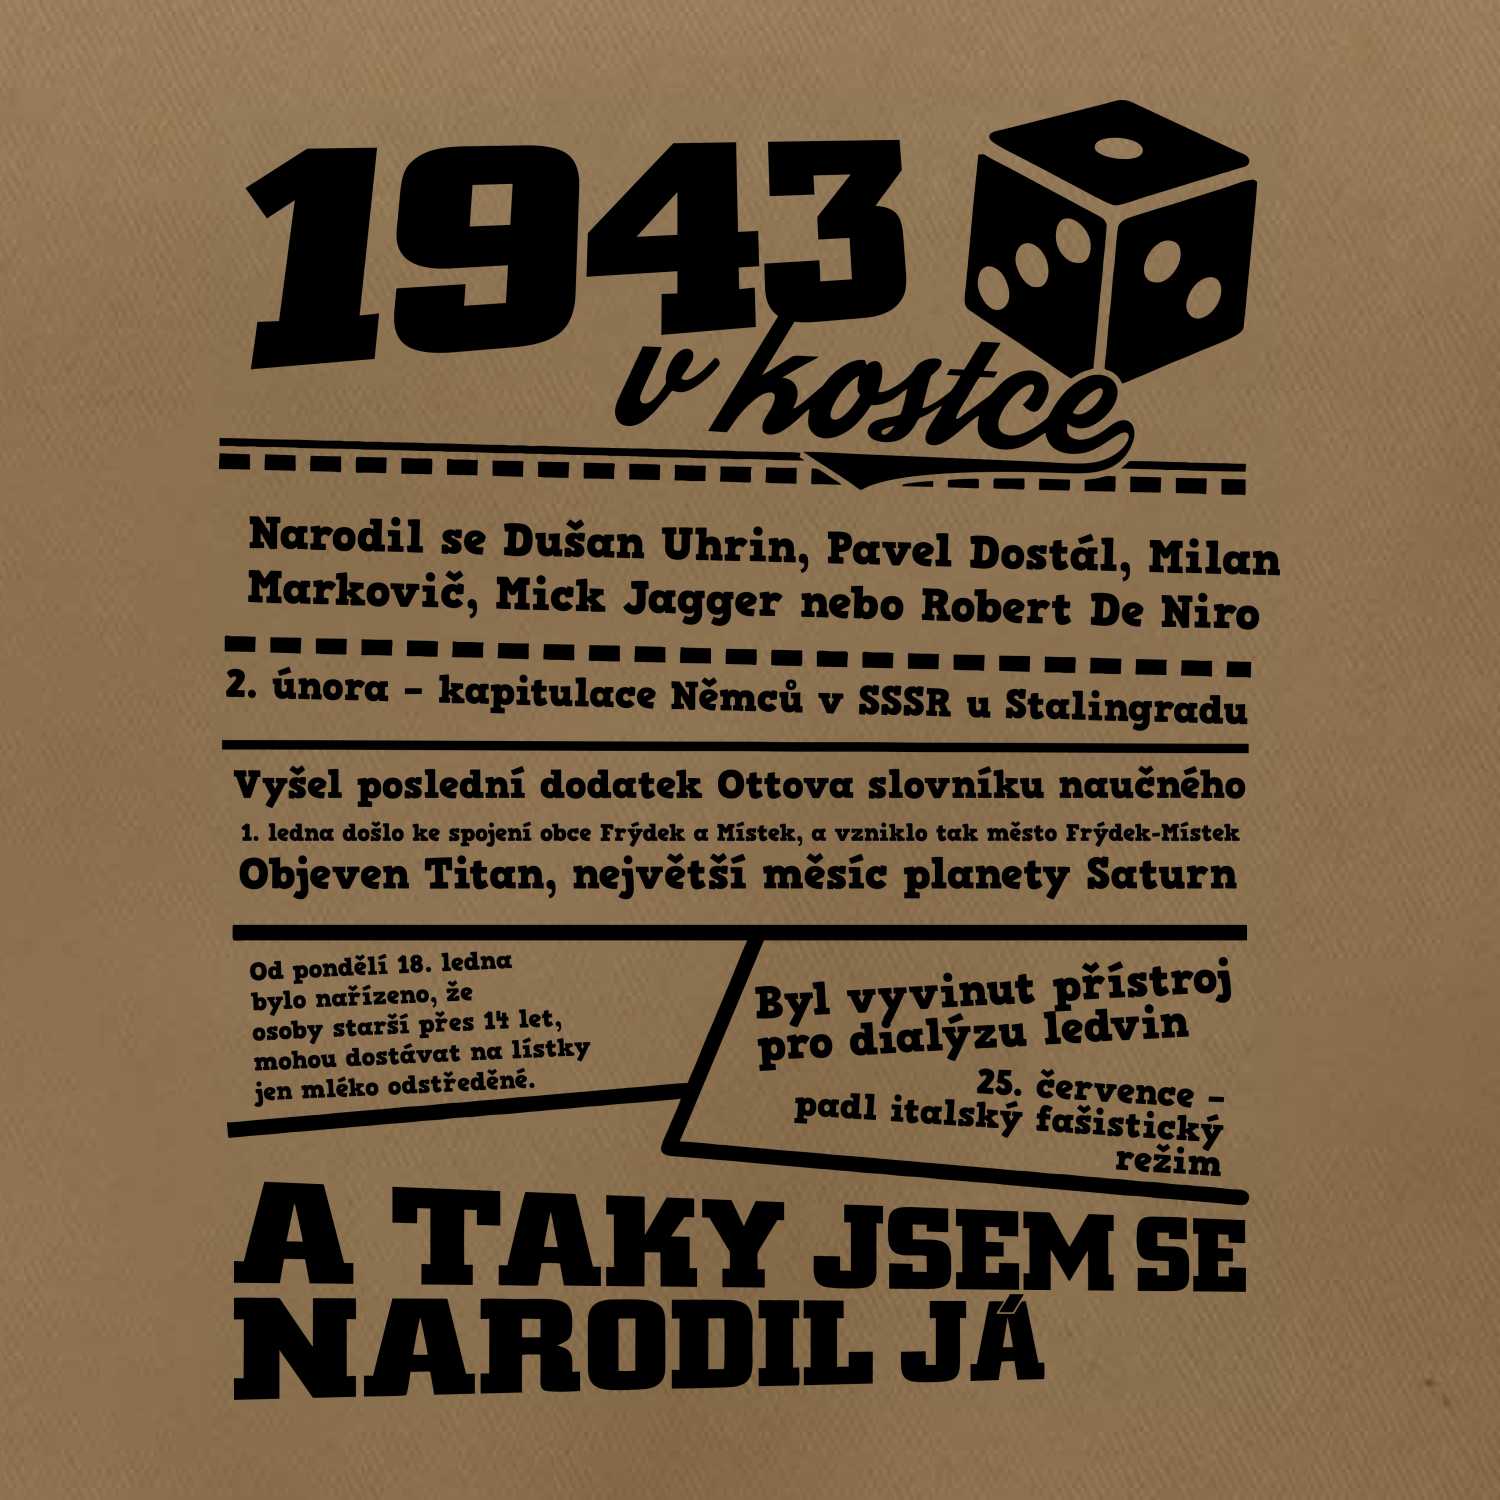 1943
v kostce
Narodil se Dušan Uhrin, Pavel Dostál, Milan
Markovič, Mick Jagger nebo Robert De Niro
2. února – kapitulace Němců v SSSR u Stalingradu
Vyšel poslední dodatek Ottova slovníku naučného
1. ledna došlo ke spojení obce Frýdek a Místek, a vzniklo tak město Frýdek-Místek
Objeven Titan, největší měsíc planety Saturn
Od pondělí 18. ledna
bylo nařízeno, že
osoby starší přes 14 let,
mohou dostávat na lístky
jen mléko odstředěné.
Byl vyvinut přístroj
pro dialýzu ledvin
25. července –
padl italský fašistický
režim
A TAKY JSEM SE
NARODIL JÁ